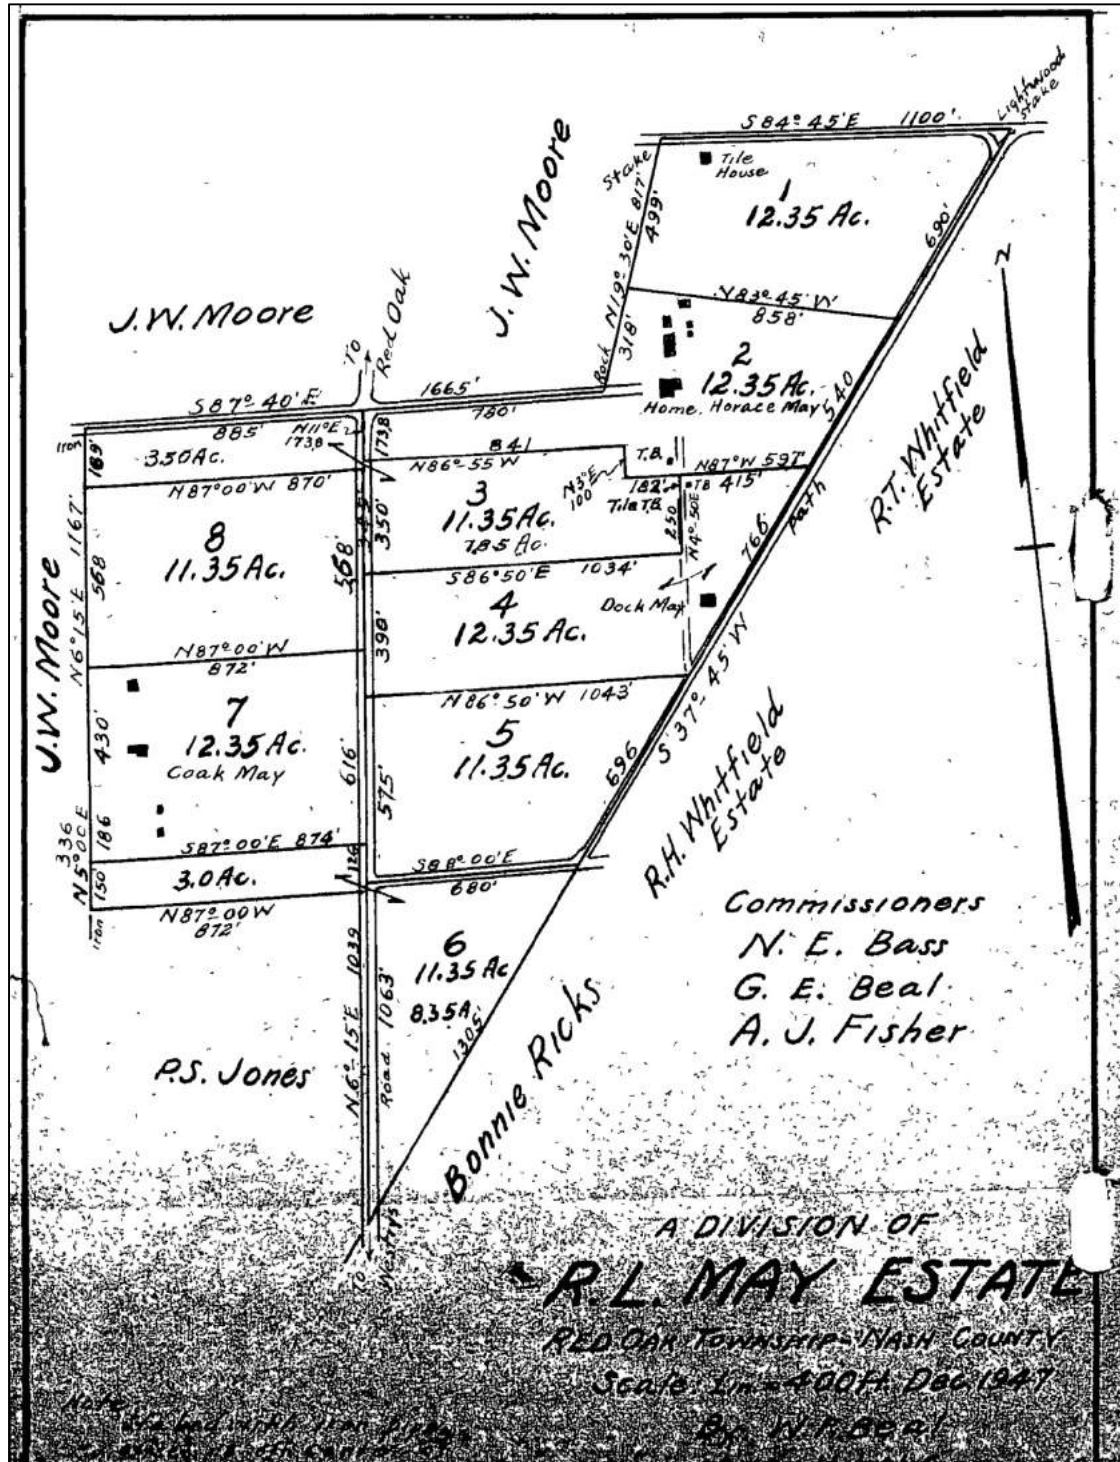 Lightwood
Stake
S 84° 45' E 1100'
Stake
Tile
House
1
12.35 Ac.
N 19° 30' E 817'
499'
690'
J.W. Moore
J.W. Moore
N
TO
Red Oak
83° 45' W
858'
Rock
318'
2
12.35 Ac.
Home Horace May
540
R.T. Whitfield
Estate
S 87° 40' E
1665'
885'
780'
Iron
169'
3.50 Ac.
N 11° E
173.8
173.8
841
N 86° 55' W
N 3° E
100
T.B.
N 87° W 597'
N 87° 00' W 870'
3
11.35 Ac.
7.85 Ac.
182'
Tile T.B.
TB 415'
250
N 4° 50 E
350'
8
11.35 Ac.
568
568'
N 6° 15' E 1167'
J.W. Moore
S 86° 50' E 1034'
766'
path
4
12.35 Ac.
Dock May
390'
N 87° 00' W
872'
N 86° 50' W 1043'
S 37° 45' W
7
12.35 Ac.
Coak May
430'
616'
5
11.35 Ac.
575'
696
R.H. Whitfield
Estate
186
336
N 5° 00 E
S 87° 00' E 874'
126'
S 88° 00' E
680'
3.0 Ac.
150'
Iron
N 87° 00 W
872'
Commissioners
N. E. Bass
G. E. Beal
A. J. Fisher
6
11.35 Ac
8.35 A.
1305'
N 6° 15' E 1039
Road 1063'
P.S. Jones
Bonnie Ricks
TO
A DIVISION OF
R.L. MAY ESTATE
RED OAK TOWNSHIP - NASH COUNTY
Scale: 1 in = 400 Ft. Dec 1947
By W. P. Beal
Note